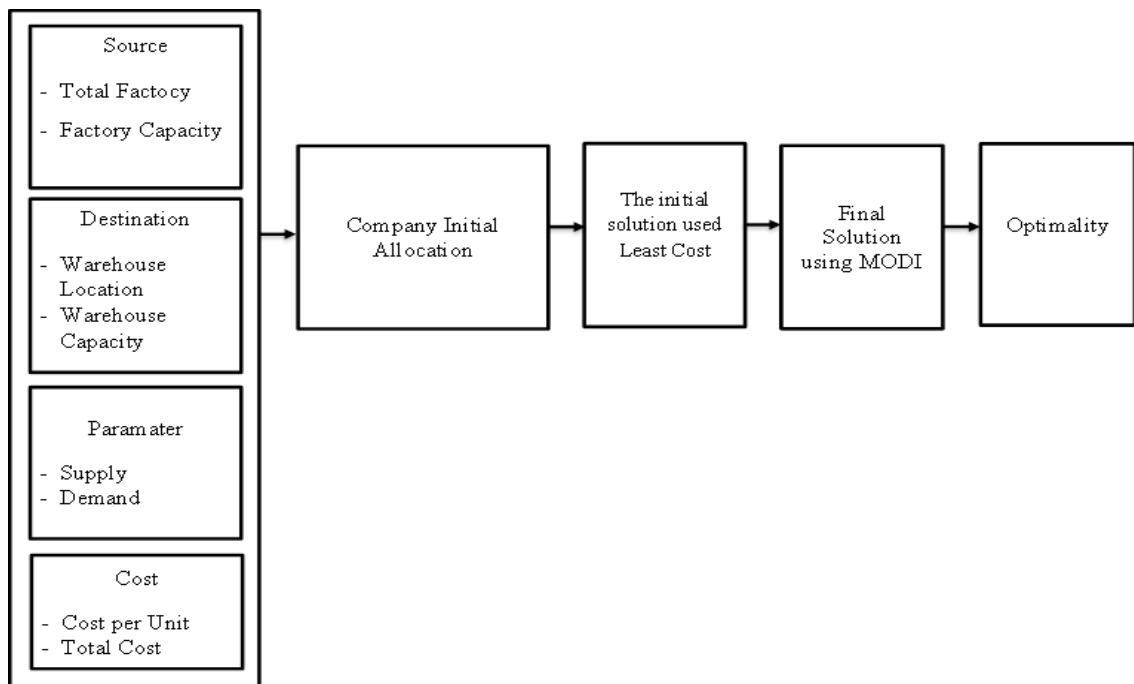 Source
- Total Factocy
- Factory Capacity
Destination
- Warehouse
Location
- Warehouse
Capacity
Paramater
- Supply
- Demand
Cost
- Cost per Unit
- Total Cost
Company Initial
Allocation
The initial
solution used
Least Cost
Final
Solution
using MODI
Optimality